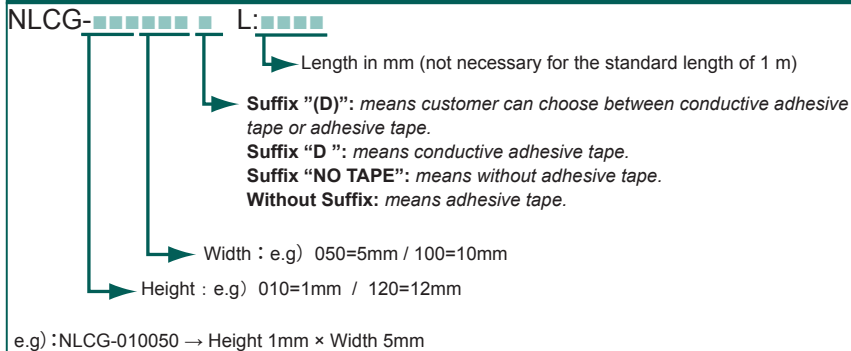 NLCG-■■■■■■ ■ L:■■■■
Length in mm (not necessary for the standard length of 1 m)
Suffix ”(D)”: means customer can choose between conductive adhesive
tape or adhesive tape.
Suffix “D ”: means conductive adhesive tape.
Suffix “NO TAPE”: means without adhesive tape.
Without Suffix: means adhesive tape.
Width：e.g）050=5mm / 100=10mm
Height：e.g）010=1mm / 120=12mm
e.g）:NLCG-010050 → Height 1mm × Width 5mm